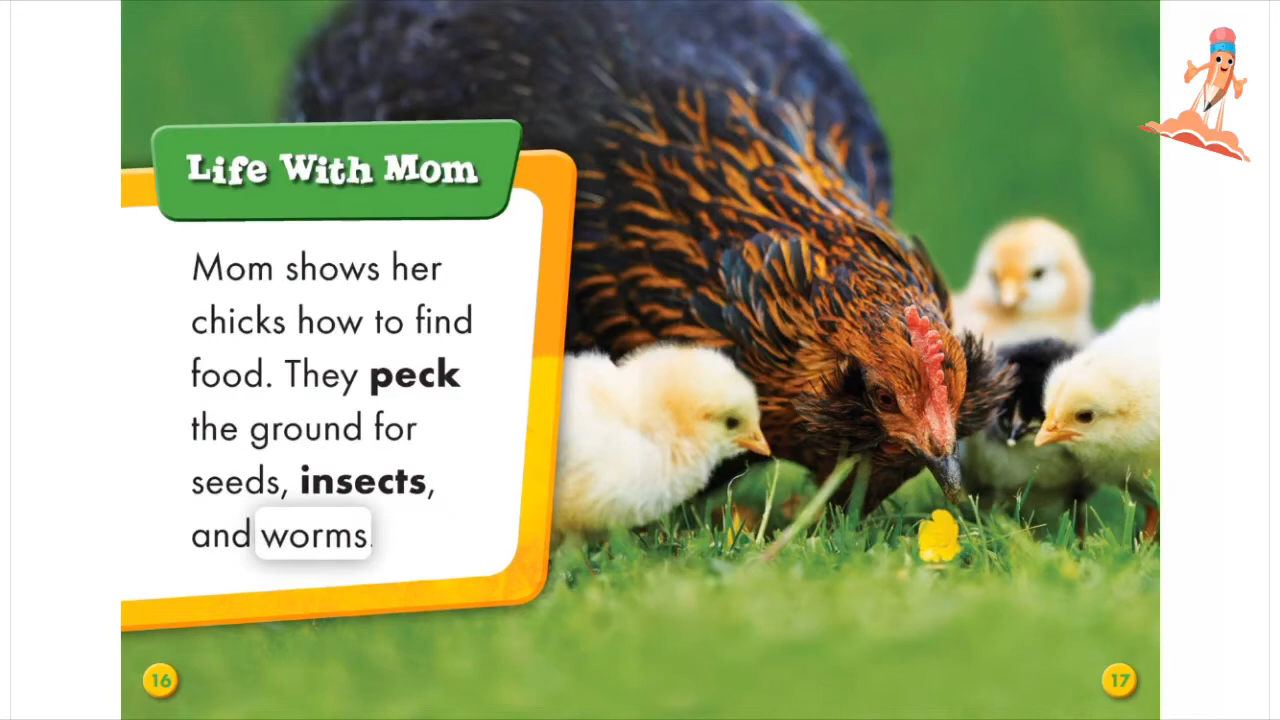 Life With Mom
Mom shows her
chicks how to find
food. They peck
the ground for
seeds, insects,
and worms.
16
17